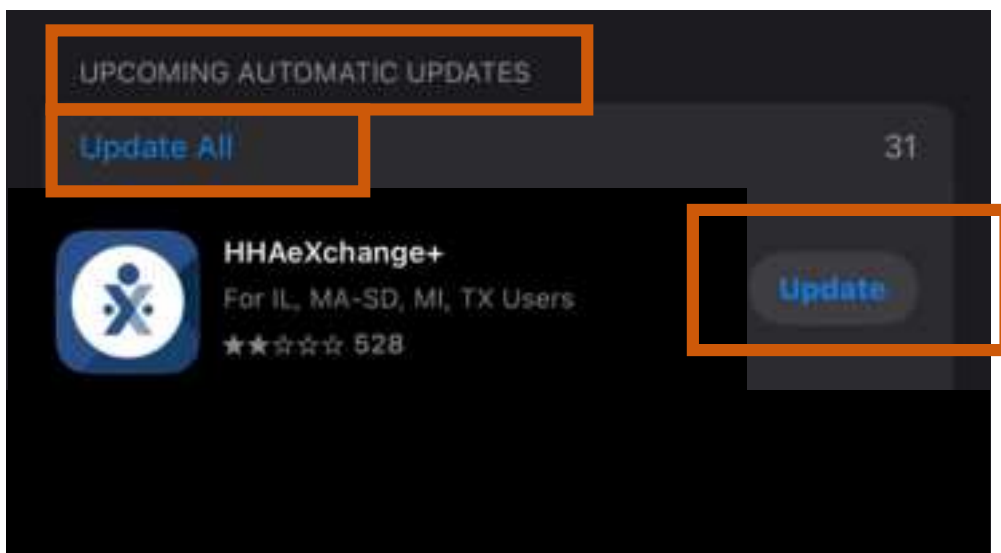 UPCOMING AUTOMATIC UPDATES
Update All 31
HHAeXchange+
For IL, MA-SD, MI, TX Users
Update
★★☆☆☆ 528